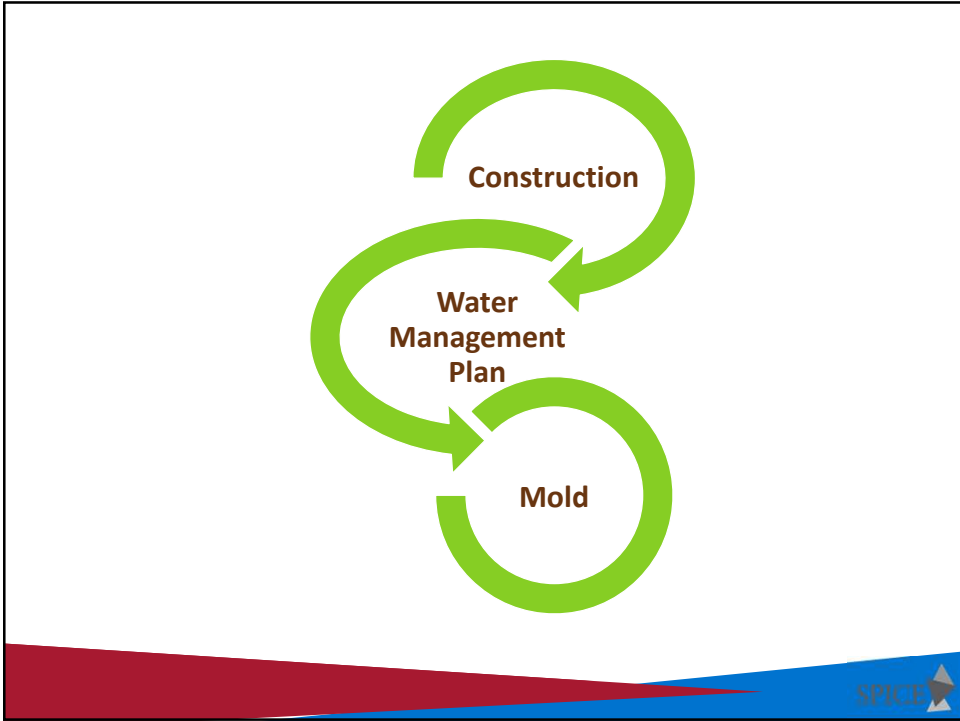 Construction
Water
Management
Plan
Mold
SPICE